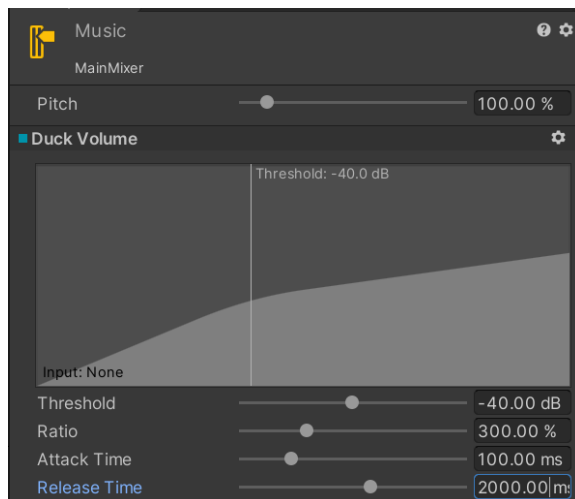 Music
MainMixer
Pitch 100.00 %
Duck Volume
Threshold: -40.0 dB
Input: None
Threshold -40.00 dB
Ratio 300.00 %
Attack Time 100.00 ms
Release Time 2000.00 ms